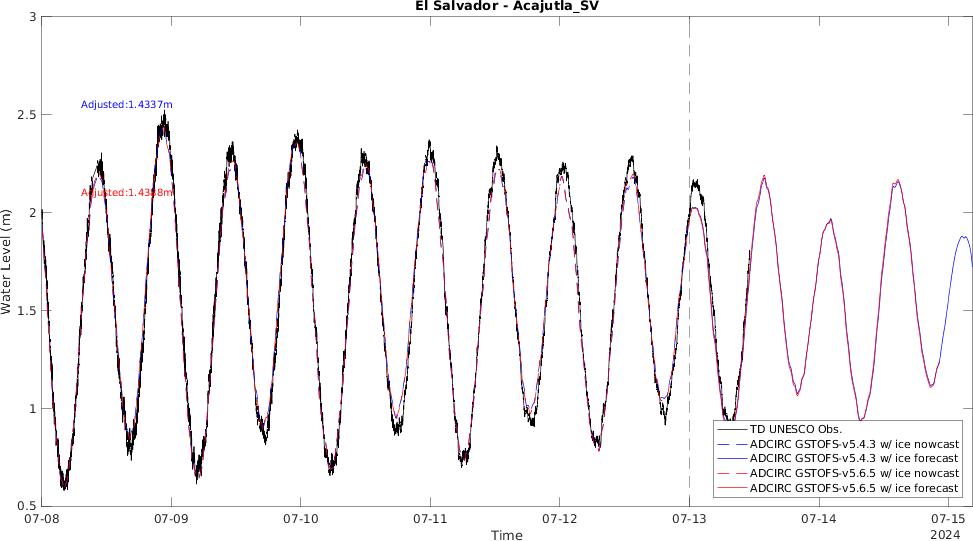 El Salvador - Acajutla_SV
3
2.5
2
1.5
1
0.5
Water Level (m)
Adjusted:1.4337m
Adjusted:1.4388m
TD UNESCO Obs.
ADCIRC GSTOFS-v5.4.3 w/ ice nowcast
ADCIRC GSTOFS-v5.4.3 w/ ice forecast
ADCIRC GSTOFS-v5.6.5 w/ ice nowcast
ADCIRC GSTOFS-v5.6.5 w/ ice forecast
07-08 07-09 07-10 07-11 07-12 07-13 07-14 07-15
Time
2024